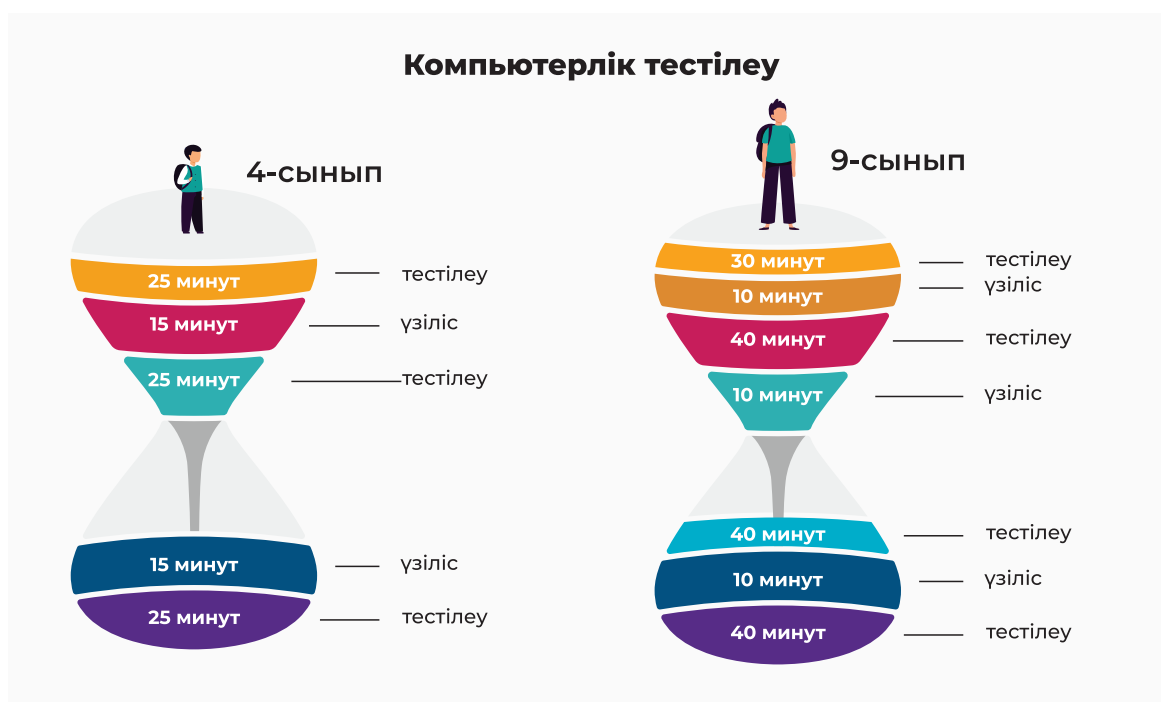 Компьютерлік тестілеу
4-сынып
25 минут
тестілеу
15 минут
үзіліс
25 минут
тестілеу
15 минут
үзіліс
25 минут
тестілеу
9-сынып
30 минут
тестілеу
10 минут
үзіліс
40 минут
тестілеу
10 минут
үзіліс
40 минут
тестілеу
10 минут
үзіліс
40 минут
тестілеу